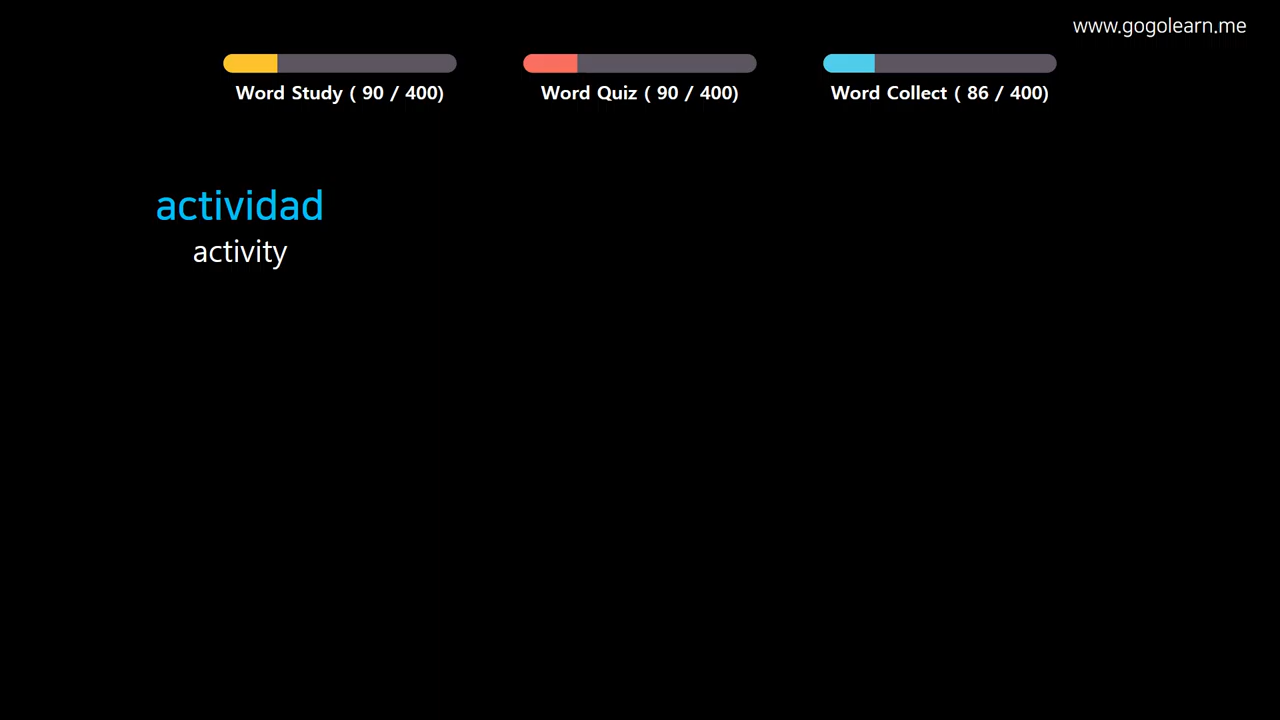 www.gogolearn.me
Word Study ( 90 / 400)
Word Quiz ( 90 / 400)
Word Collect ( 86 / 400)
actividad
activity